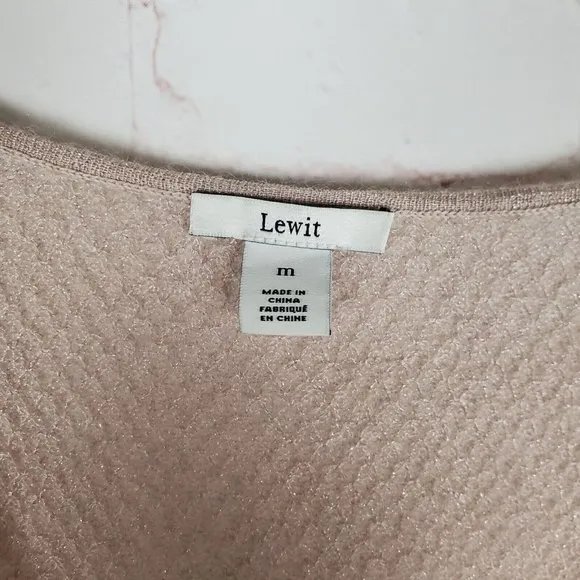 Lewit
m
MADE IN
CHINA
FABRIQUÉ
EN CHINE